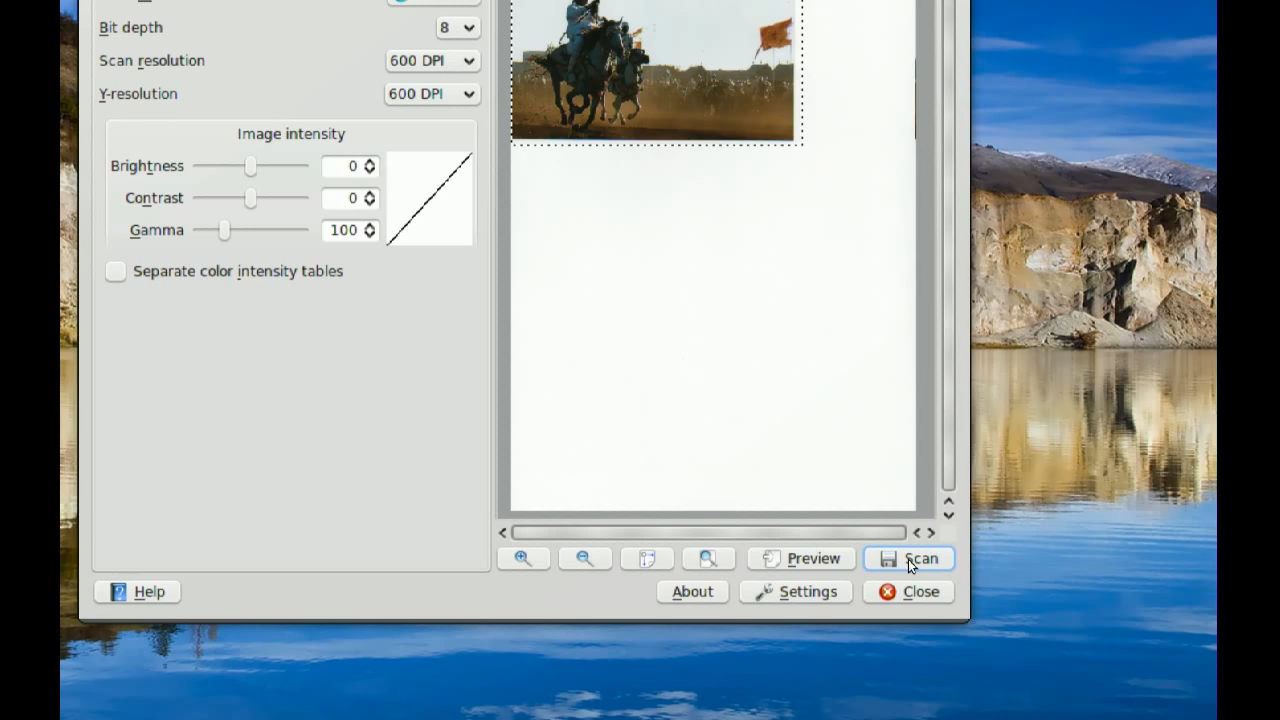 Bit depth 8
Scan resolution 600 DPI
Y-resolution 600 DPI
Image intensity
Brightness 0
Contrast 0
Gamma 100
Separate color intensity tables
Preview Scan
Help About Settings Close